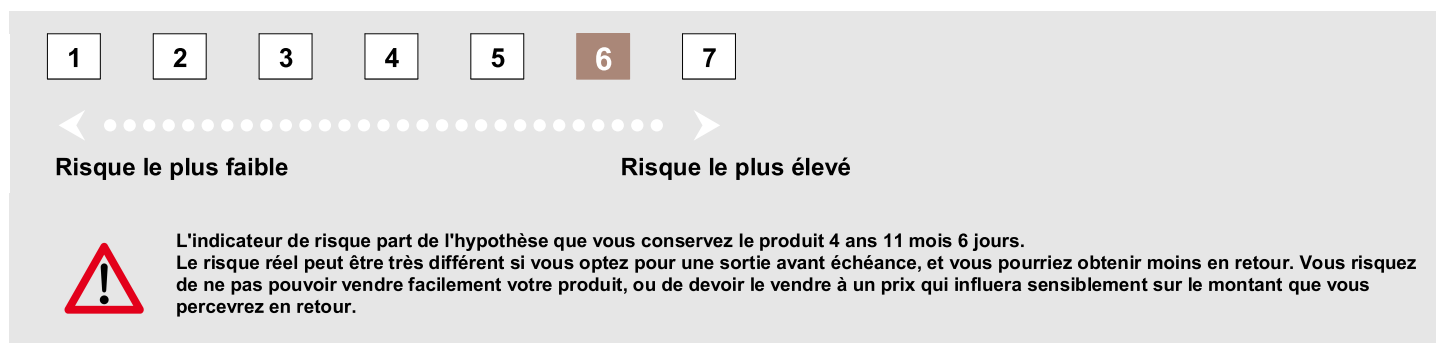 1 2 3 4 5 6 7
Risque le plus faible Risque le plus élevé
L'indicateur de risque part de l'hypothèse que vous conservez le produit 4 ans 11 mois 6 jours.
Le risque réel peut être très différent si vous optez pour une sortie avant échéance, et vous pourriez obtenir moins en retour. Vous risquez
de ne pas pouvoir vendre facilement votre produit, ou de devoir le vendre à un prix qui influera sensiblement sur le montant que vous
percevrez en retour.